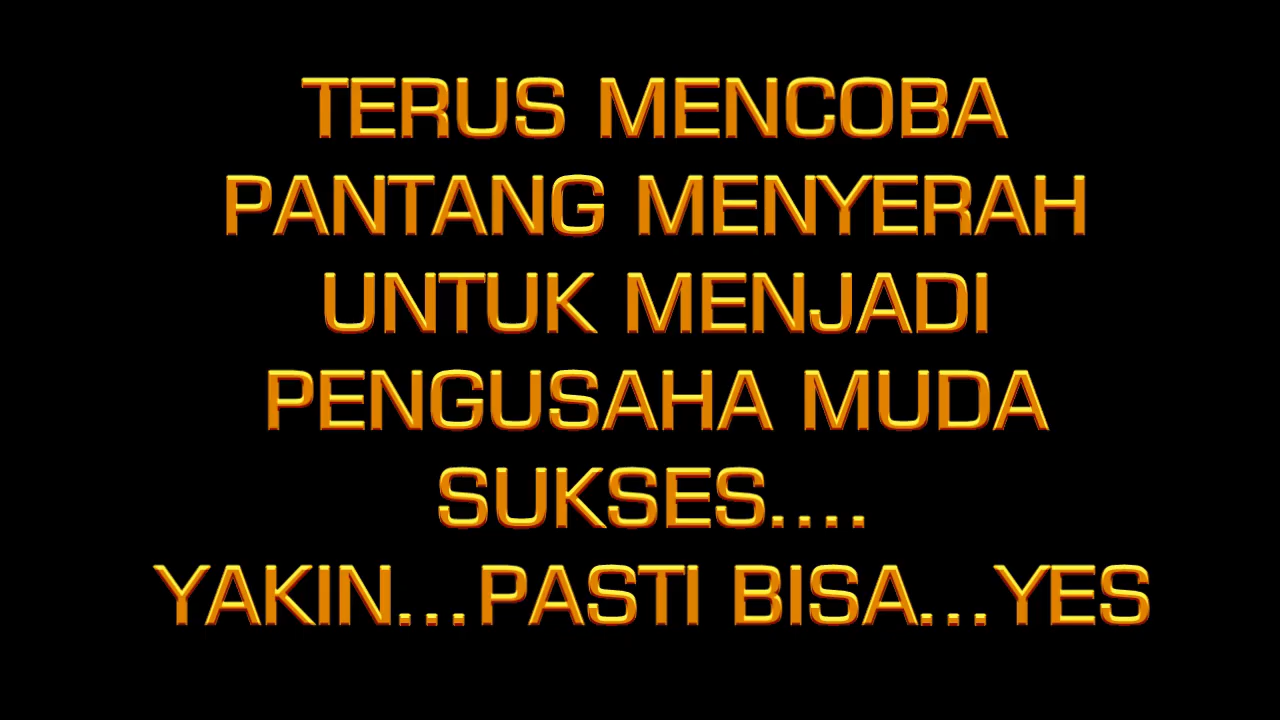 TERUS MENCOBA
PANTANG MENYERAH
UNTUK MENJADI
PENGUSAHA MUDA
SUKSES....
YAKIN...PASTI BISA...YES